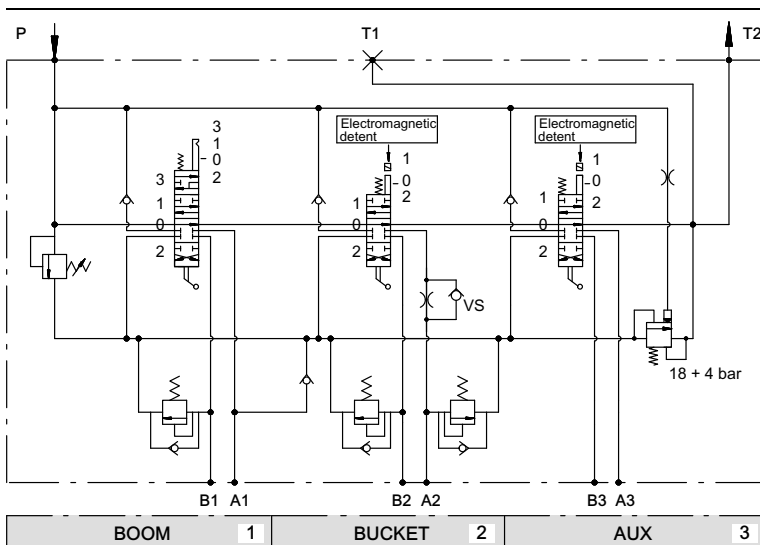 P
T1
T2
3
1
0
2
3
1
0
2
Electromagnetic
detent
1
0
2
1
0
2
Electromagnetic
detent
1
0
2
1
0
2
VS
18 + 4 bar
B1 A1
B2 A2
B3 A3
BOOM 1
BUCKET 2
AUX 3